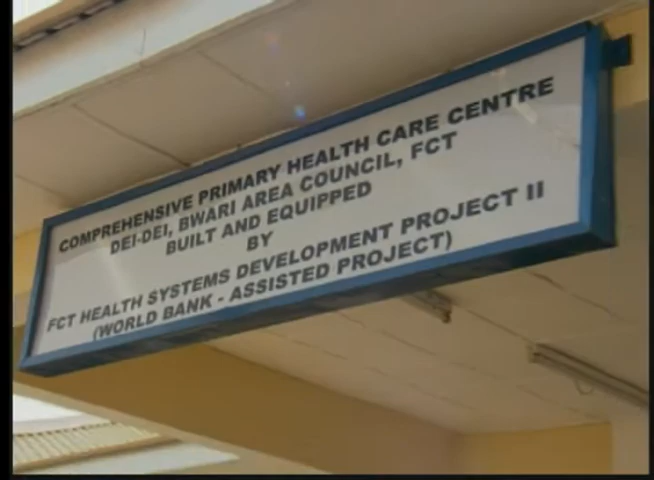 COMPREHENSIVE PRIMARY HEALTH CARE CENTRE
DEI-DEI, BWARI AREA COUNCIL, FCT
BUILT AND EQUIPPED
BY
FCT HEALTH SYSTEMS DEVELOPMENT PROJECT II
(WORLD BANK - ASSISTED PROJECT)